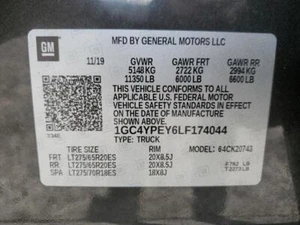 GM
MFD BY GENERAL MOTORS LLC
11/19 GVWR GAWR FRT GAWR RR
5148 KG 2722 KG 2994 KG
11350 LB 6000 LB 6600 LB
THIS VEHICLE CONFORMS TO ALL
APPLICABLE U.S. FEDERAL MOTOR
VEHICLE SAFETY STANDARDS IN EFFECT
ON THE DATE OF MANUFACTURE
SHOWN ABOVE.
1GC4YPEY6LF174044
TYPE: TRUCK
TIRE SIZE RIM 64CK20743
FRT LT275/65R20ES 20X8.5J
RR LT275/65R20ES 20X8.5J
SPA LT275/70R18ES 18X8J